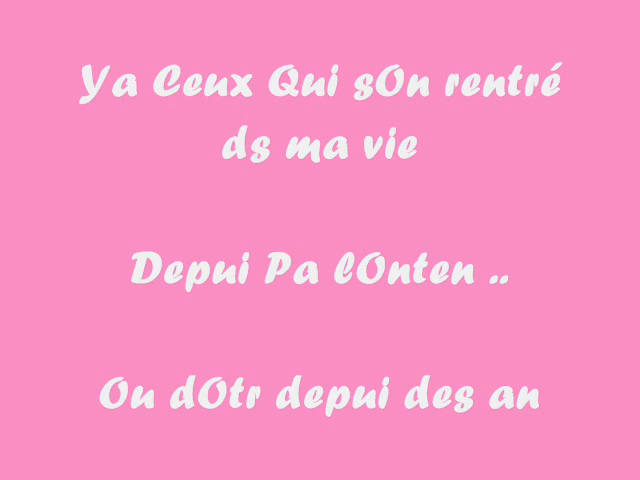 Ya Ceux Qui sOn rentré
ds ma vie
Depui Pa lOnten ..
Ou dOtr depui des an